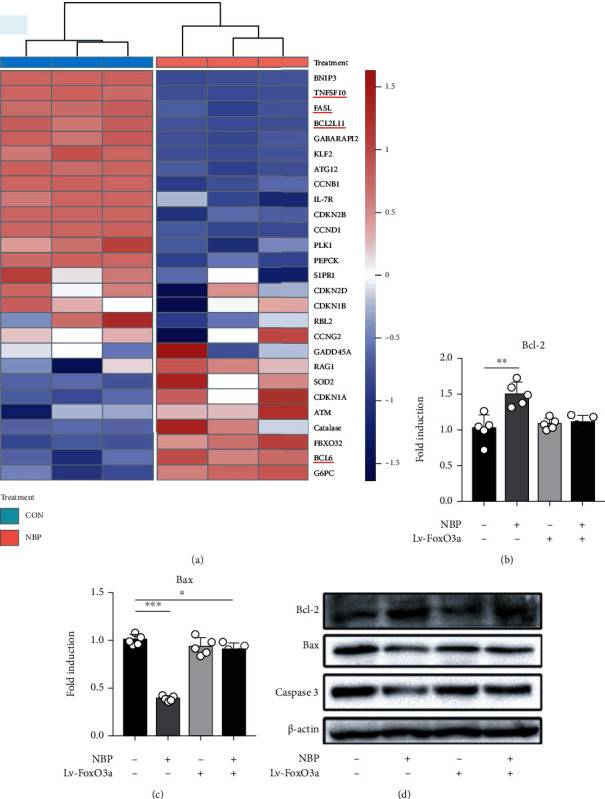 Treatment
BNIP3
TNFSF10
FASL
BCL2L11
GABARAPl2
KLF2
ATG12
CCNB1
IL-7R
CDKN2B
CCND1
PLK1
PEPCK
S1PR1
CDKN2D
CDKN1B
RBL2
CCNG2
GADD45A
RAG1
SOD2
CDKN1A
ATM
Catalase
FBXO32
BCL6
G6PC
1.5
1
0.5
0
−0.5
−1
−1.5
Treatment
CON
NBP
(a)
Bcl-2
Fold induction
2.0
1.5
1.0
0.5
0.0
**
NBP − + − +
Lv-FoxO3a − − + +
(b)
Bax
Fold induction
1.5
1.0
0.5
0.0
*
***
NBP − + − +
Lv-FoxO3a − − + +
(c)
Bcl-2
Bax
Caspase 3
β-actin
NBP − + − +
Lv-FoxO3a − − + +
(d)